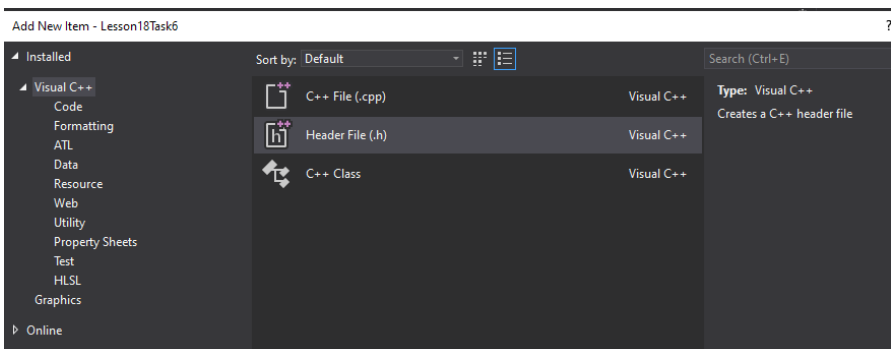 Add New Item - Lesson18Task6
?
Installed
Sort by: Default
Search (Ctrl+E)
Visual C++
Code
Formatting
ATL
Data
Resource
Web
Utility
Property Sheets
Test
HLSL
Graphics
Online
C++ File (.cpp) Visual C++
Header File (.h) Visual C++
C++ Class Visual C++
Type: Visual C++
Creates a C++ header file